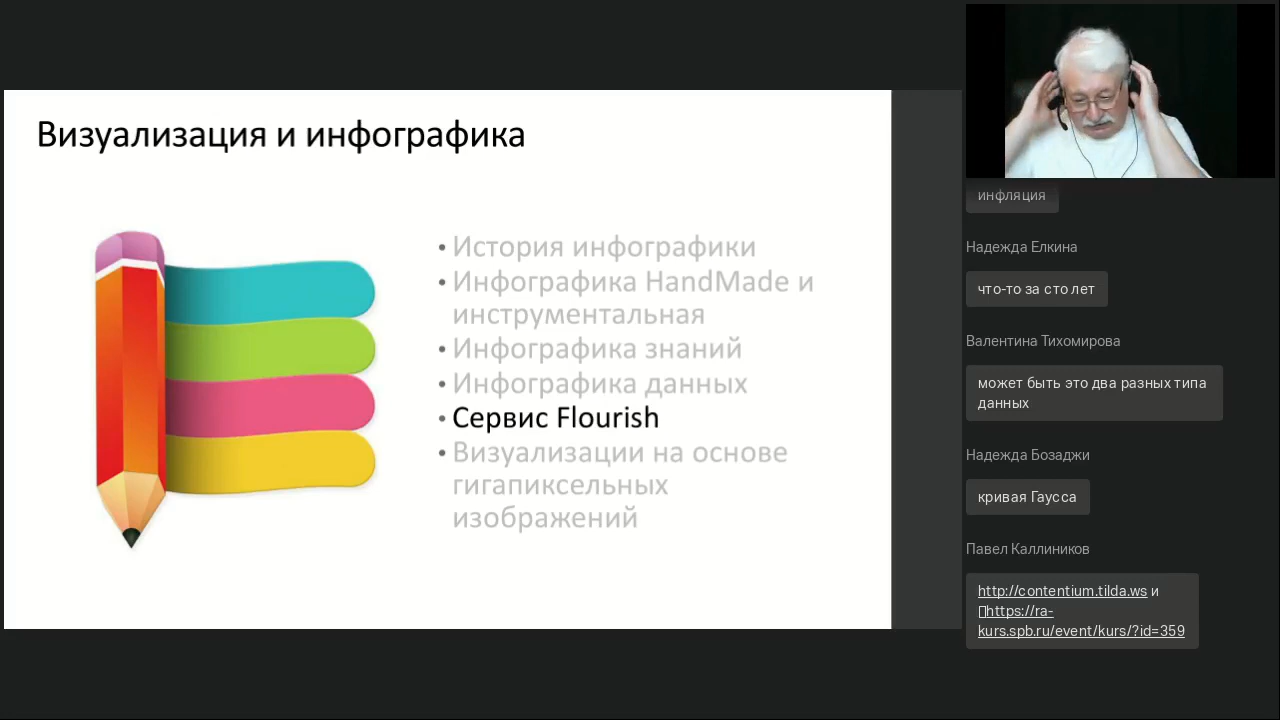 Визуализация и инфографика
• История инфографики
• Инфографика HandMade и
инструментальная
• Инфографика знаний
• Инфографика данных
• Сервис Flourish
• Визуализации на основе
гигапиксельных
изображений
инфляция
Надежда Елкина
что-то за сто лет
Валентина Тихомирова
может быть это два разных типа
данных
Надежда Бозаджи
кривая Гаусса
Павел Каллиников
http://contentium.tilda.ws и
https://ra-
kurs.spb.ru/event/kurs/?id=359